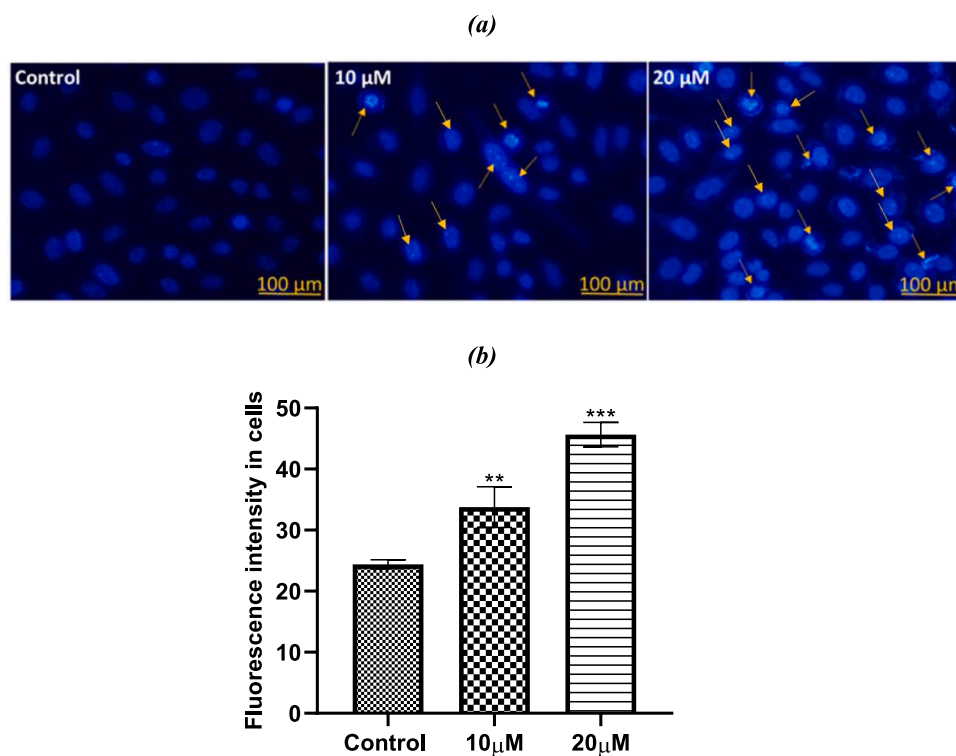 (a)
Control
10 µM
20 µM
100 µm
100 µm
100 µm
(b)
Fluorescence intensity in cells
50
40
30
20
10
0
**
***
Control
10µM
20µM